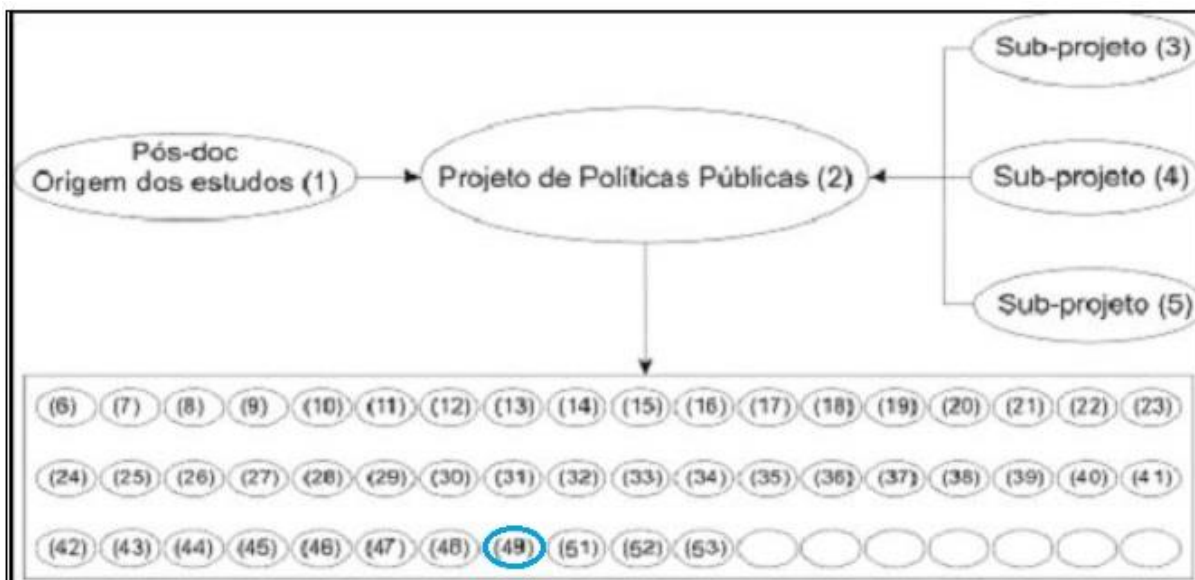 Sub-projeto (3)
Pós-doc
Origem dos estudos (1)
Projeto de Políticas Públicas (2)
Sub-projeto (4)
Sub-projeto (5)
(6) (7) (8) (9) (10) (11) (12) (13) (14) (15) (16) (17) (18) (19) (20) (21) (22) (23)
(24) (25) (26) (27) (28) (29) (30) (31) (32) (33) (34) (35) (36) (37) (38) (39) (40) (41)
(42) (43) (44) (45) (46) (47) (48) (49) (51) (52) (53)